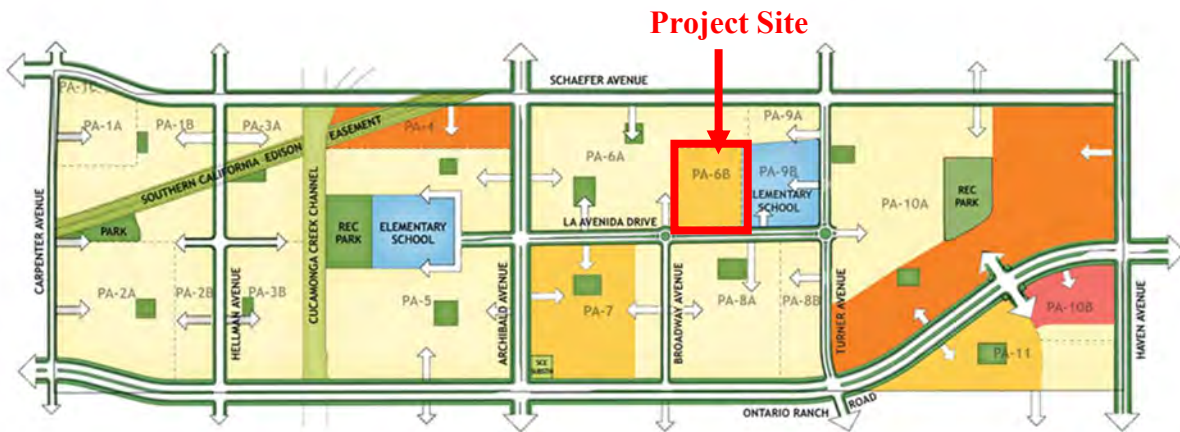 Project Site
SCHAEFER AVENUE
PA-1A
PA-1B
PA-3A
PA-4
PA-6A
PA-9A
SOUTHERN CALIFORNIA EDISON EASEMENT
PA-6B
PA-9B
ELEMENTARY
SCHOOL
PA-10A
REC
PARK
CARPENTER AVENUE
PARK
CUCAMONGA CREEK CHANNEL
REC
PARK
ELEMENTARY
SCHOOL
LA AVENIDA DRIVE
PA-2A
PA-2B
HELLMAN AVENUE
PA-3B
PA-5
ARCHIBALD AVENUE
PA-7
BROADWAY AVENUE
PA-8A
PA-8B
TURNER AVENUE
PA-10B
PA-11
HAVEN AVENUE
SCE
ONTARIO RANCH ROAD